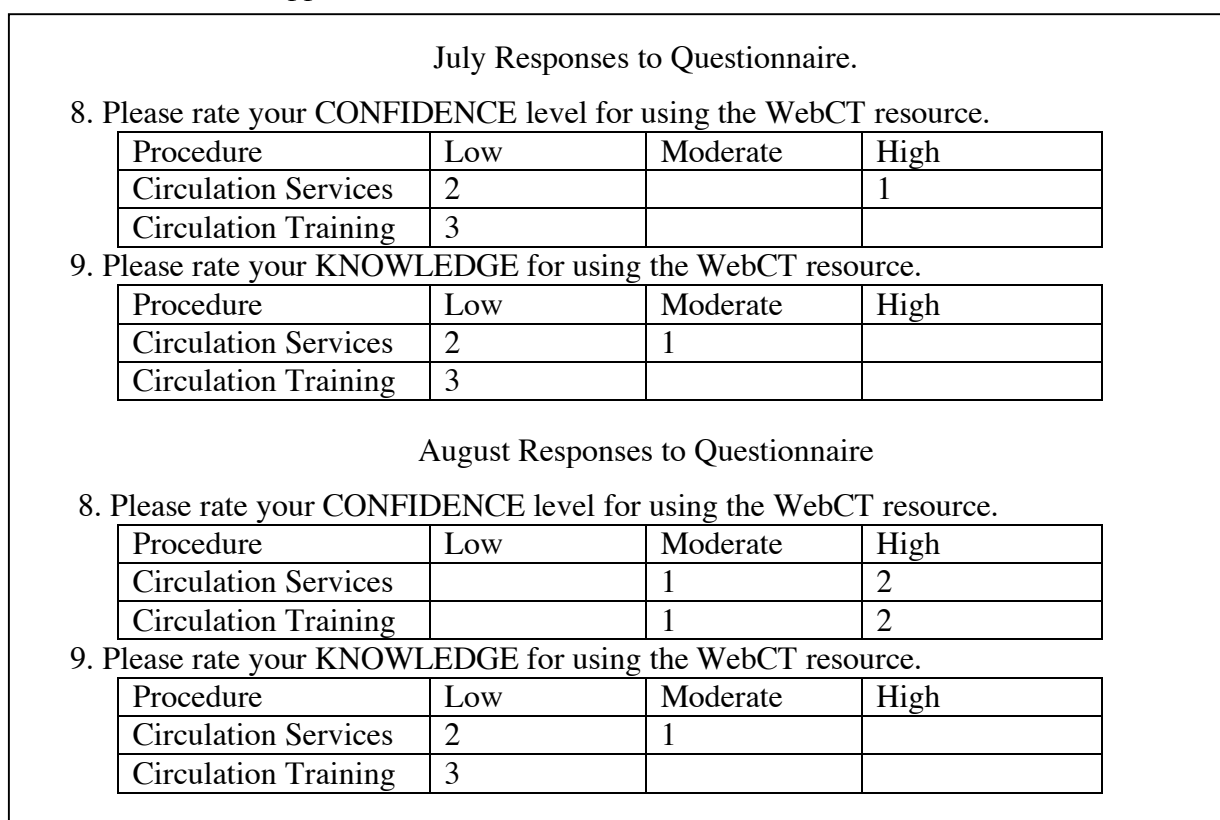 July Responses to Questionnaire.
8. Please rate your CONFIDENCE level for using the WebCT resource.
Procedure Low Moderate High
Circulation Services 2 1
Circulation Training 3
9. Please rate your KNOWLEDGE for using the WebCT resource.
Procedure Low Moderate High
Circulation Services 2 1
Circulation Training 3
August Responses to Questionnaire
8. Please rate your CONFIDENCE level for using the WebCT resource.
Procedure Low Moderate High
Circulation Services 1 2
Circulation Training 1 2
9. Please rate your KNOWLEDGE for using the WebCT resource.
Procedure Low Moderate High
Circulation Services 2 1
Circulation Training 3